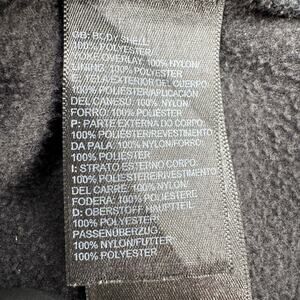 GB: BODY SHELL
100% POLYESTER/
YOKE OVERLAY 100% NYLON/
LINING: 100% POLYESTER
E: TELA EXTERIOR DE CUERPO
100% POLIÉSTER/APLICACIÓN
DEL CANESÚ, 100% NYLON/
FORRO: 100% POLIÉSTER
P: PARTE EXTERNA DO CORPO:
100% POLIÉSTER/REVESTIMENTO
DA PALA: 100% NYLON/FORRO:
100% POLIÉSTER
I: STRATO ESTERNO CORPO:
100% POLIESTERE/RIVESTIMENTO
DEL CARRÉ, 100% NYLON/
FODERA: 100% POLIESTERE
D: OBERSTOFF HAUPTTEIL:
100% POLYESTER/
PASSENÜBERZUG:
100% NYLON/FUTTER:
100% POLYESTER